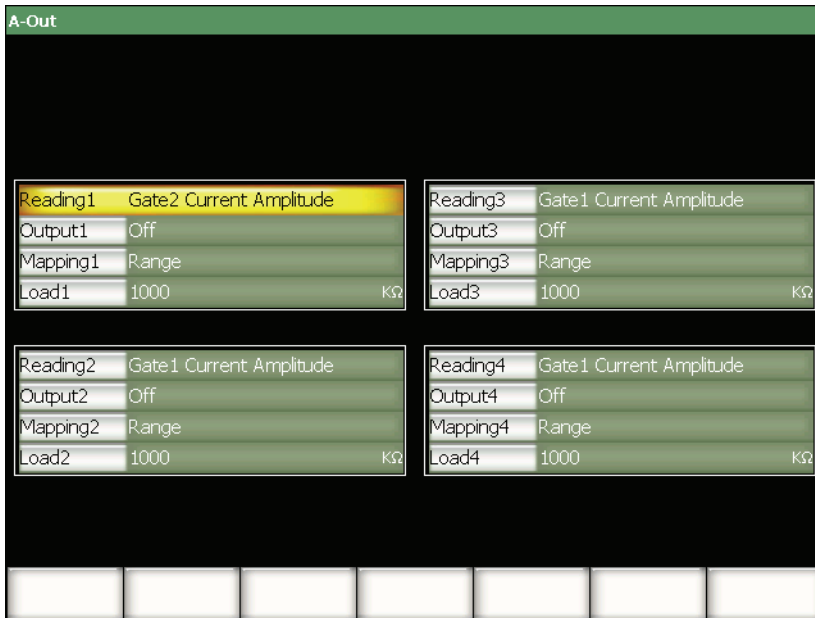 A-Out
Reading1 Gate2 Current Amplitude
Output1 Off
Mapping1 Range
Load1 1000 KΩ
Reading3 Gate1 Current Amplitude
Output3 Off
Mapping3 Range
Load3 1000 KΩ
Reading2 Gate1 Current Amplitude
Output2 Off
Mapping2 Range
Load2 1000 KΩ
Reading4 Gate1 Current Amplitude
Output4 Off
Mapping4 Range
Load4 1000 KΩ